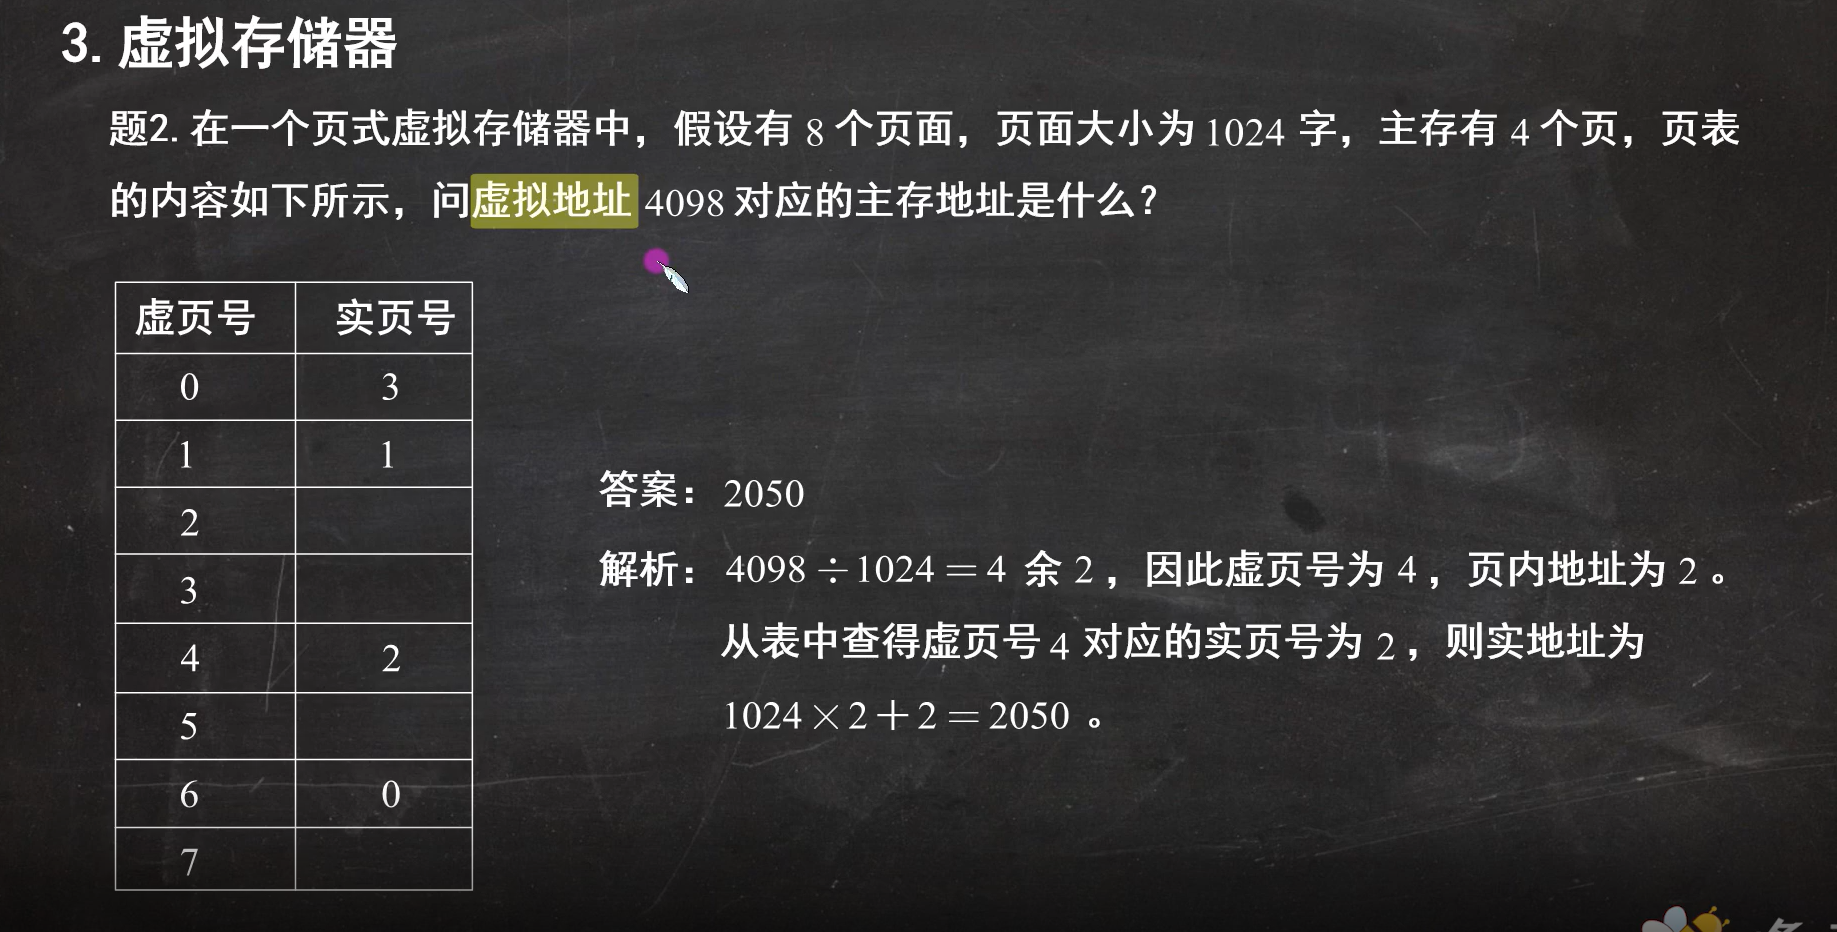 3. 虚拟存储器
题2. 在一个页式虚拟存储器中，假设有 8 个页面，页面大小为 1024 字，主存有 4 个页，页表
的内容如下所示，问虚拟地址 4098 对应的主存地址是什么？
虚页号 实页号
0 3
1 1
2
3
4 2
5
6 0
7
答案：2050
解析：4098 ÷ 1024 = 4 余 2 ，因此虚页号为 4 ，页内地址为 2 。
从表中查得虚页号 4 对应的实页号为 2 ，则实地址为
1024 × 2 + 2 = 2050 。